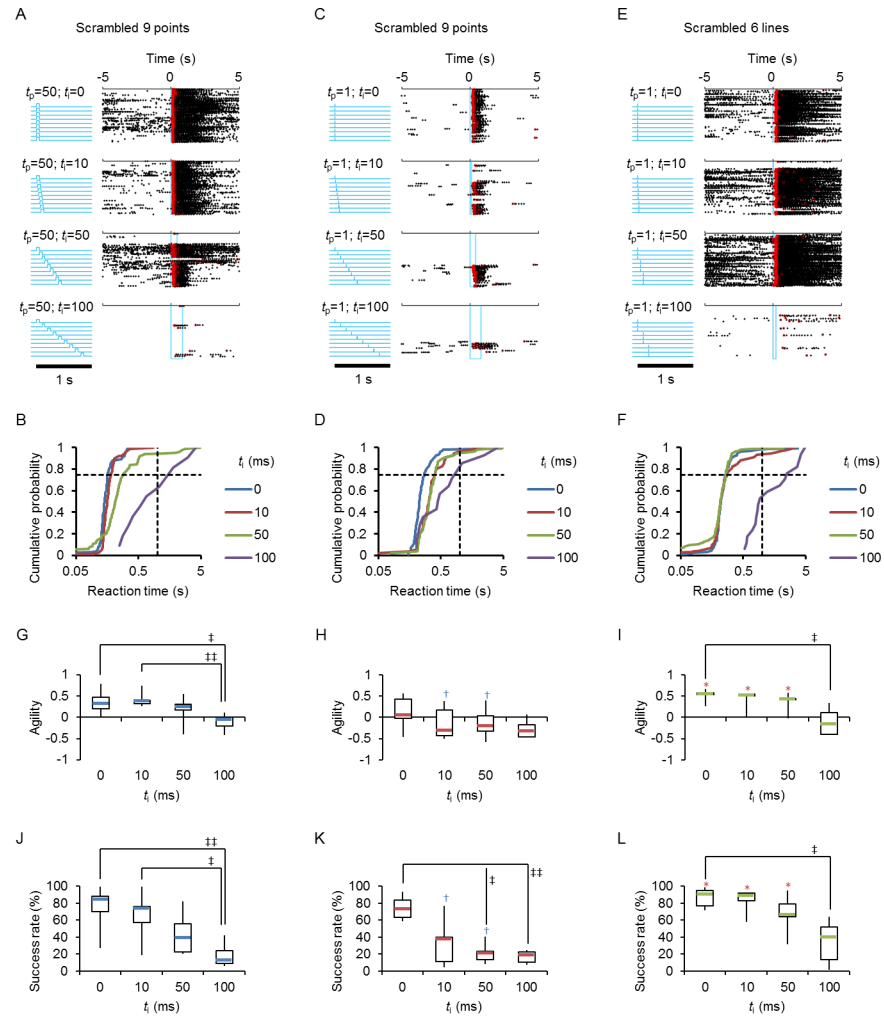 A
Scrambled 9 points
Time (s)
-5 0 5
tp=50; ti=0
tp=50; ti=10
tp=50; ti=50
tp=50; ti=100
1 s
C
Scrambled 9 points
Time (s)
-5 0 5
tp=1; ti=0
tp=1; ti=10
tp=1; ti=50
tp=1; ti=100
1 s
E
Scrambled 6 lines
Time (s)
-5 0 5
tp=1; ti=0
tp=1; ti=10
tp=1; ti=50
tp=1; ti=100
1 s
B
Cumulative probability
1
0.8
0.6
0.4
0.2
0
0.05 0.5 5
Reaction time (s)
ti (ms)
0
10
50
100
D
Cumulative probability
1
0.8
0.6
0.4
0.2
0
0.05 0.5 5
Reaction time (s)
ti (ms)
0
10
50
100
F
Cumulative probability
1
0.8
0.6
0.4
0.2
0
0.05 0.5 5
Reaction time (s)
ti (ms)
0
10
50
100
G
‡
‡‡
Agility
1
0.5
0
-0.5
-1
0 10 50 100
ti (ms)
H
† †
Agility
1
0.5
0
-0.5
-1
0 10 50 100
ti (ms)
I
‡
* * *
Agility
1
0.5
0
-0.5
-1
0 10 50 100
ti (ms)
J
‡‡
‡
Success rate (%)
100
80
60
40
20
0
0 10 50 100
ti (ms)
K
‡ ‡‡
† †
Success rate (%)
100
80
60
40
20
0
0 10 50 100
ti (ms)
L
‡
* * *
Success rate (%)
100
80
60
40
20
0
0 10 50 100
ti (ms)